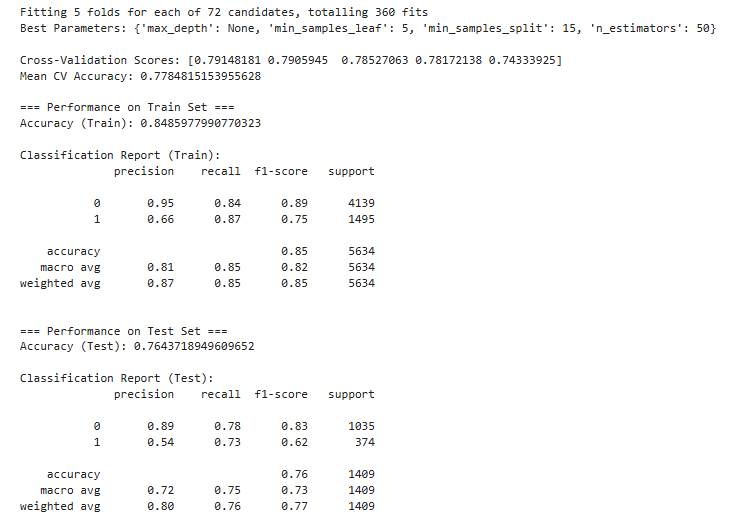 Fitting 5 folds for each of 72 candidates, totalling 360 fits
Best Parameters: {'max_depth': None, 'min_samples_leaf': 5, 'min_samples_split': 15, 'n_estimators': 50}
Cross-Validation Scores: [0.79148181 0.7905945  0.78527063 0.78172138 0.74333925]
Mean CV Accuracy: 0.7784815153955628
=== Performance on Train Set ===
Accuracy (Train): 0.8485977990770323
Classification Report (Train):
              precision    recall  f1-score   support
           0       0.95      0.84      0.89      4139
           1       0.66      0.87      0.75      1495
    accuracy                           0.85      5634
   macro avg       0.81      0.85      0.82      5634
weighted avg       0.87      0.85      0.85      5634
=== Performance on Test Set ===
Accuracy (Test): 0.7643718949609652
Classification Report (Test):
              precision    recall  f1-score   support
           0       0.89      0.78      0.83      1035
           1       0.54      0.73      0.62       374
    accuracy                           0.76      1409
   macro avg       0.72      0.75      0.73      1409
weighted avg       0.80      0.76      0.77      1409